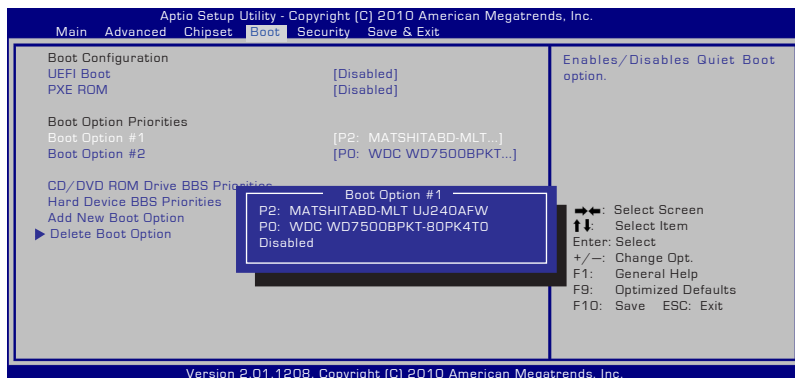 Aptio Setup Utility - Copyright (C) 2010 American Megatrends, Inc.
Main Advanced Chipset Boot Security Save & Exit
Boot Configuration
UEFI Boot [Disabled]
PXE ROM [Disabled]
Boot Option Priorities
Boot Option #1 [P2: MATSHITABD-MLT...]
Boot Option #2 [P0: WDC WD7500BPKT...]
CD/DVD ROM Drive BBS Priorities
Hard Device BBS Priorities
Add New Boot Option
Delete Boot Option
Boot Option #1
P2: MATSHITABD-MLT UJ240AFW
P0: WDC WD7500BPKT-80PK4T0
Disabled
Enables/Disables Quiet Boot
option.
→←: Select Screen
↑↓: Select Item
Enter: Select
+/—: Change Opt.
F1: General Help
F9: Optimized Defaults
F10: Save ESC: Exit
Version 2.01.1208. Copyright (C) 2010 American Megatrends, Inc.